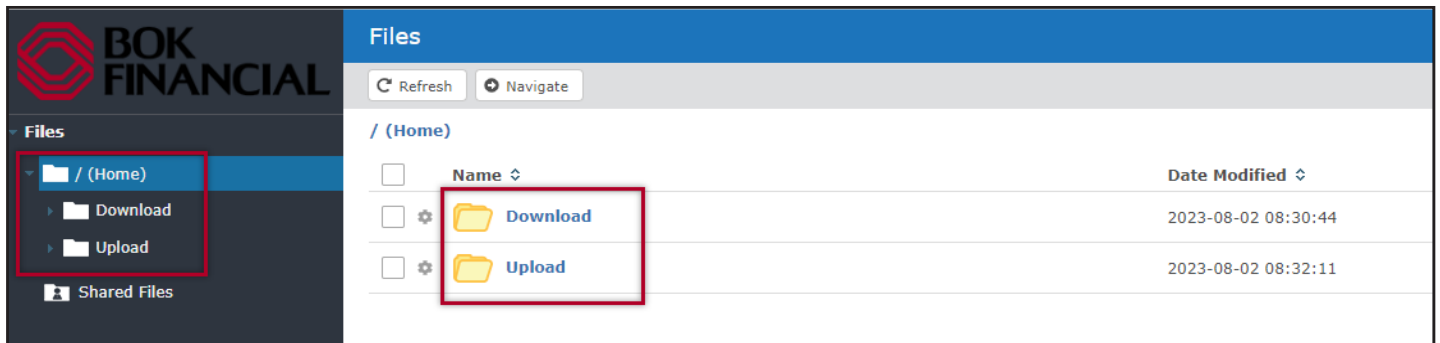 BOK
FINANCIAL
Files
/ (Home)
Download
Upload
Shared Files
Files
Refresh Navigate
/ (Home)
Name Date Modified
Download 2023-08-02 08:30:44
Upload 2023-08-02 08:32:11